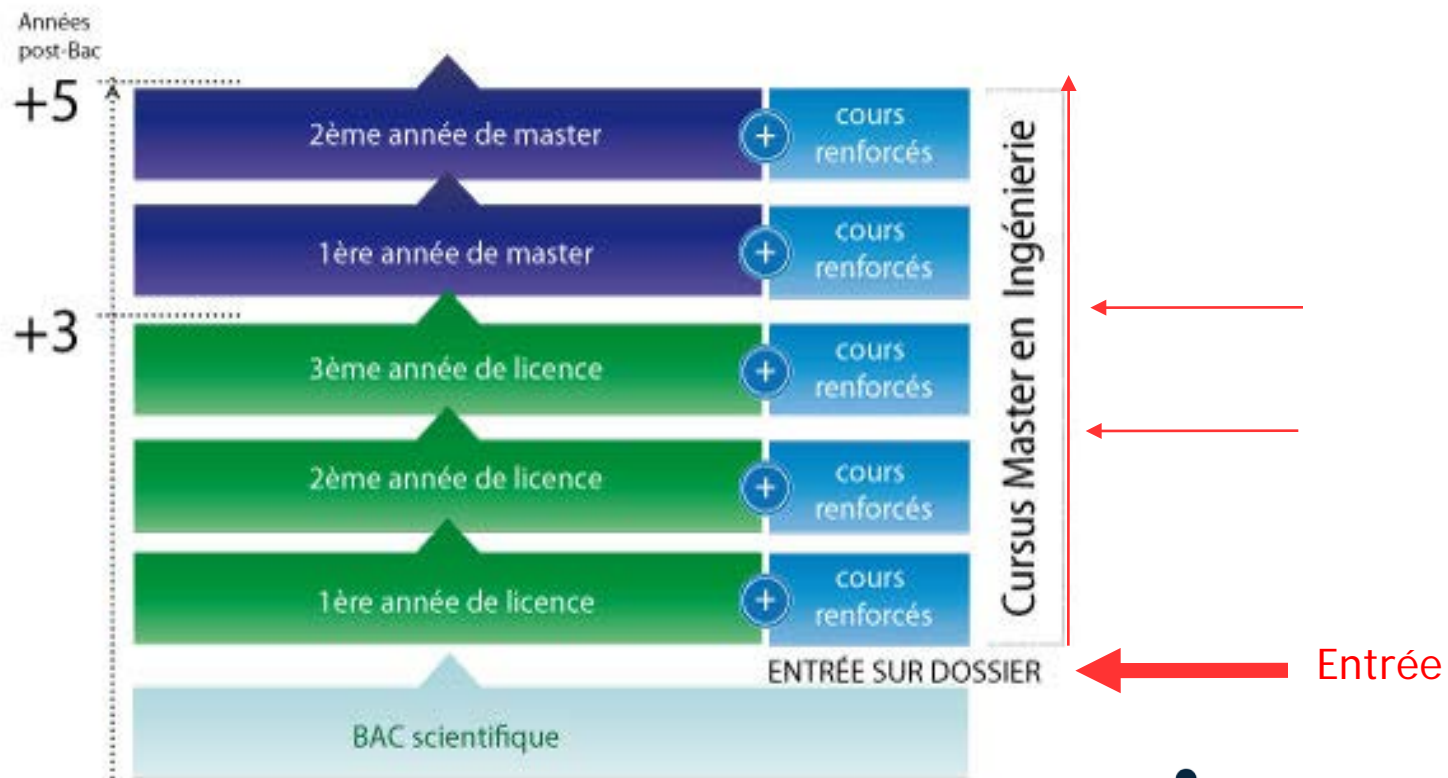 Années
post-Bac
+5
2ème année de master
+
cours
renforcés
1ère année de master
+
cours
renforcés
+3
3ème année de licence
+
cours
renforcés
2ème année de licence
+
cours
renforcés
1ère année de licence
+
cours
renforcés
Cursus Master en Ingénierie
ENTRÉE SUR DOSSIER
Entrée
BAC scientifique